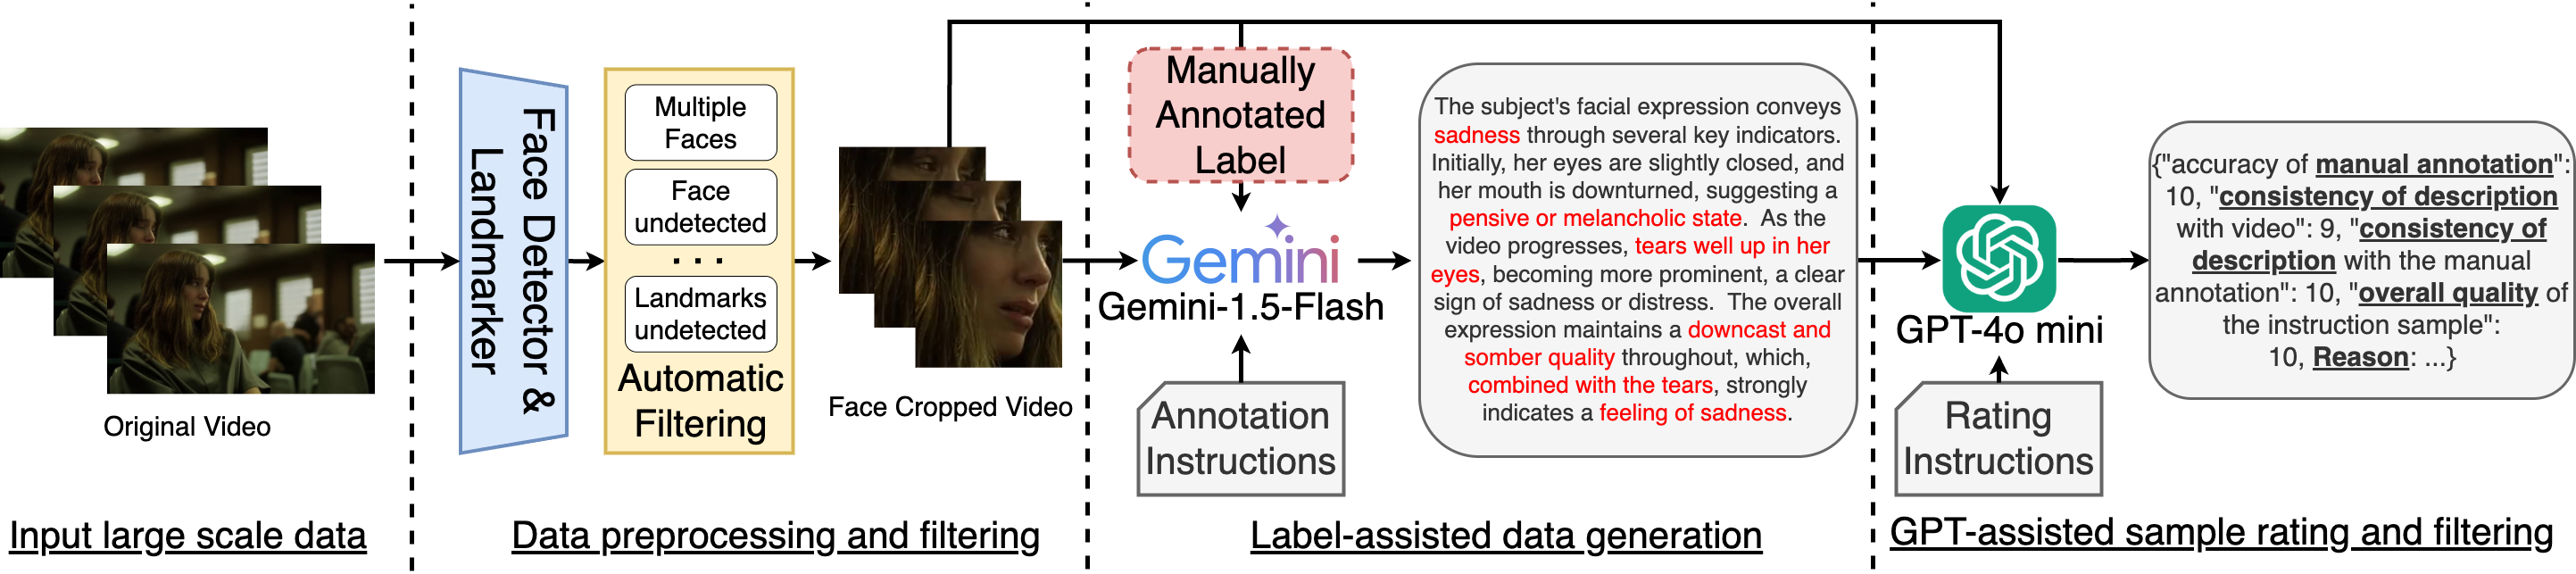 Original Video
Input large scale data
Face Detector &
Landmarker
Multiple
Faces
Face
undetected
...
Landmarks
undetected
Automatic
Filtering
Face Cropped Video
Data preprocessing and filtering
Manually
Annotated
Label
Gemini
Gemini-1.5-Flash
Annotation
Instructions
The subject's facial expression conveys
sadness through several key indicators.
Initially, her eyes are slightly closed, and
her mouth is downturned, suggesting a
pensive or melancholic state. As the
video progresses, tears well up in her
eyes, becoming more prominent, a clear
sign of sadness or distress. The overall
expression maintains a downcast and
somber quality throughout, which,
combined with the tears, strongly
indicates a feeling of sadness.
Label-assisted data generation
GPT-4o mini
Rating
Instructions
{"accuracy of manual annotation":
10, "consistency of description
with video": 9, "consistency of
description with the manual
annotation": 10, "overall quality of
the instruction sample":
10, Reason: ...}
GPT-assisted sample rating and filtering